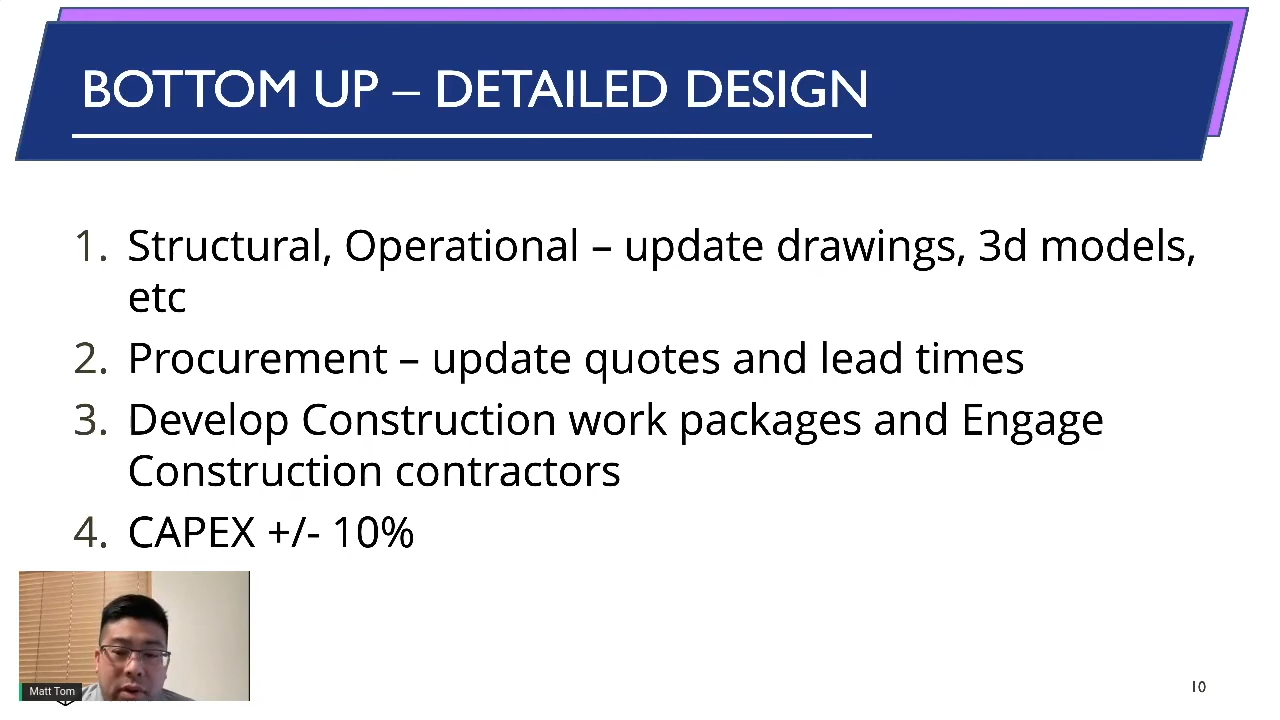 BOTTOM UP – DETAILED DESIGN
1. Structural, Operational – update drawings, 3d models,
etc
2. Procurement – update quotes and lead times
3. Develop Construction work packages and Engage
Construction contractors
4. CAPEX +/- 10%
Matt Tom
10